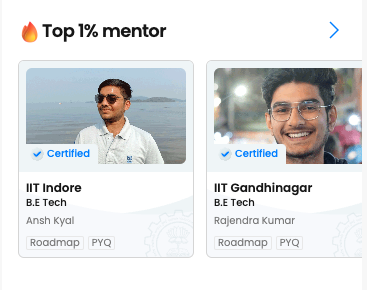 🔥 Top 1% mentor
Certified
IIT Indore
B.E Tech
Ansh Kyal
Roadmap PYQ
Certified
IIT Gandhinagar
B.E Tech
Rajendra Kumar
Roadmap PYQ